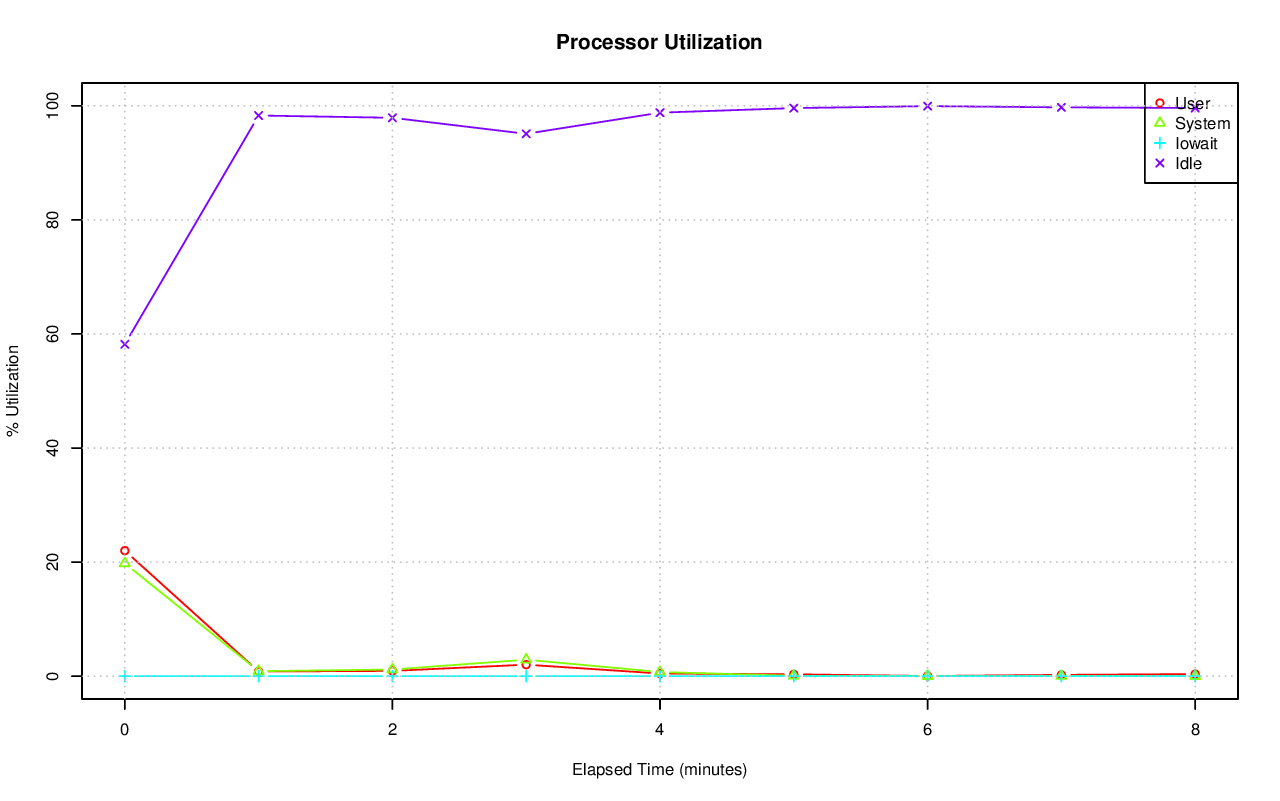 Processor Utilization
% Utilization
100
80
60
40
20
0
User
System
Iowait
Idle
0 2 4 6 8
Elapsed Time (minutes)